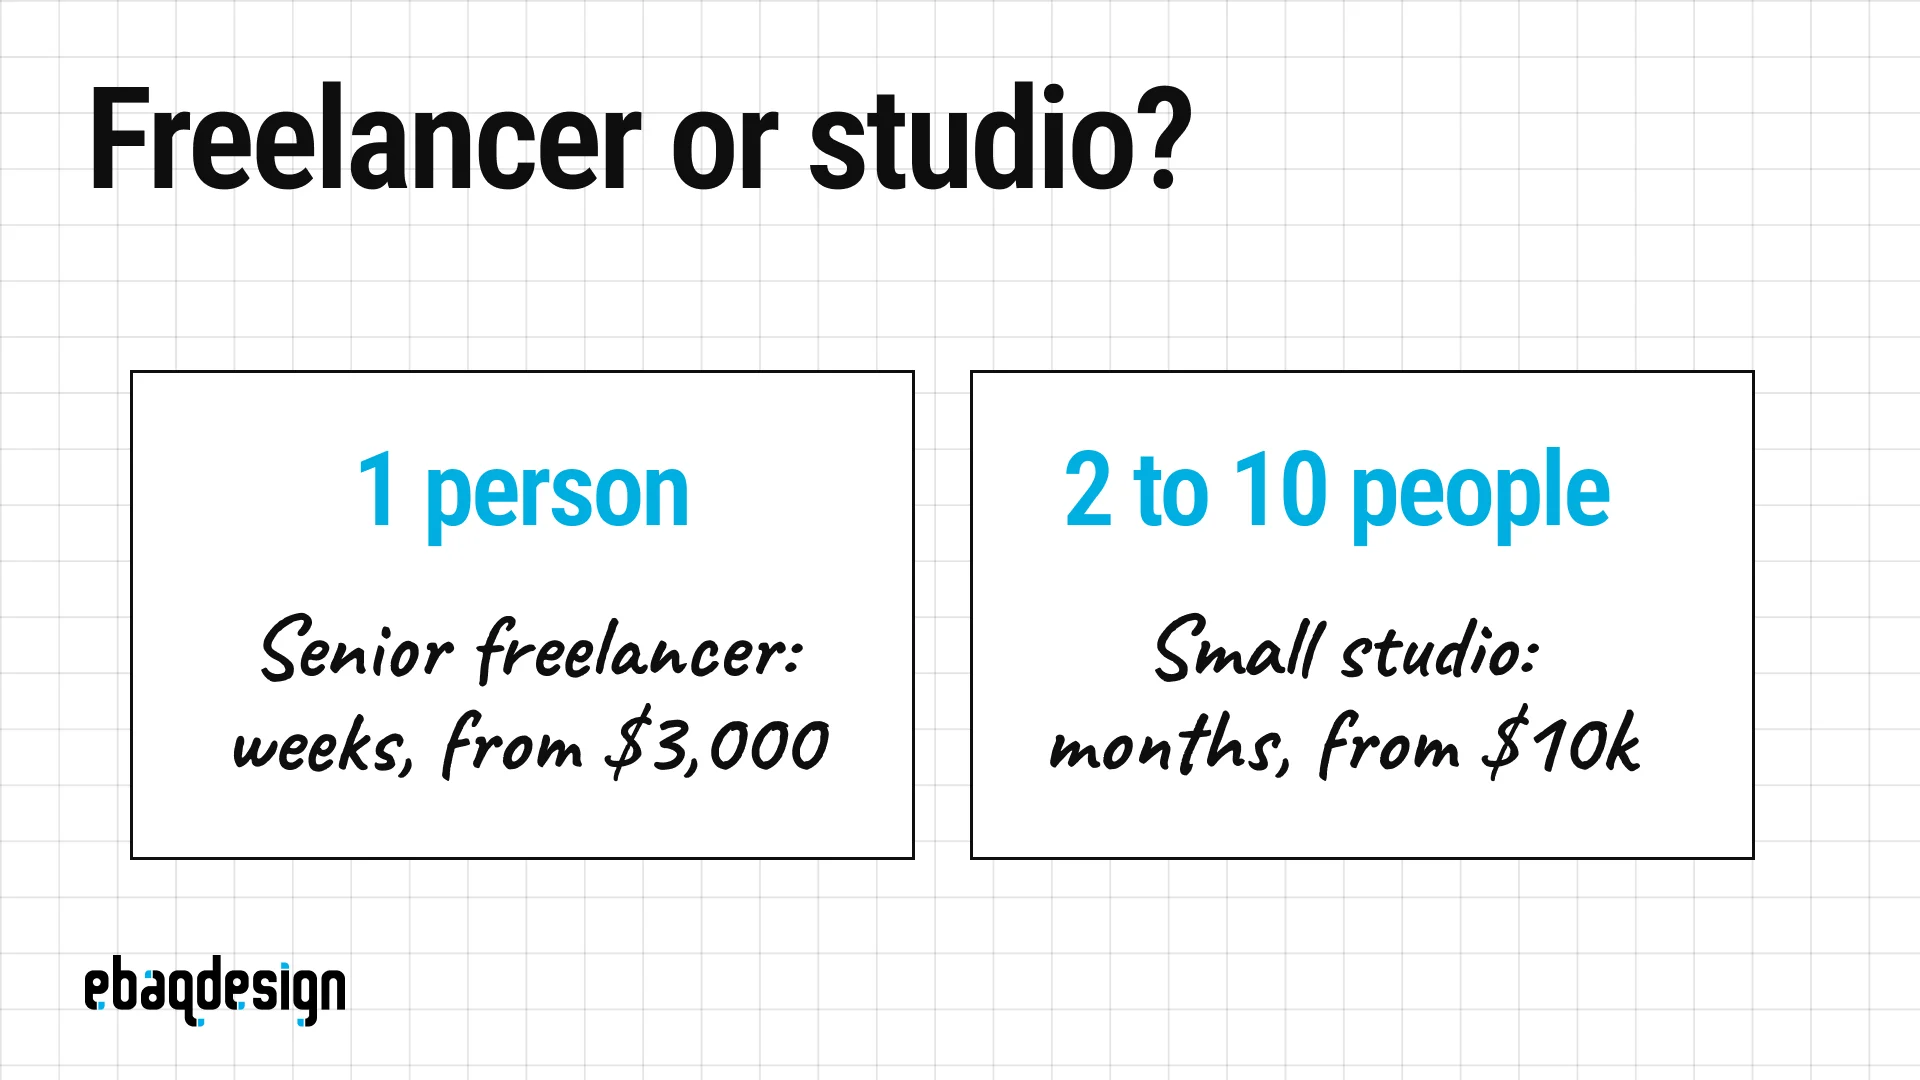 Freelancer or studio?
1 person
Senior freelancer:
weeks, from $3,000
2 to 10 people
Small studio:
months, from $10k
ebaqdesign